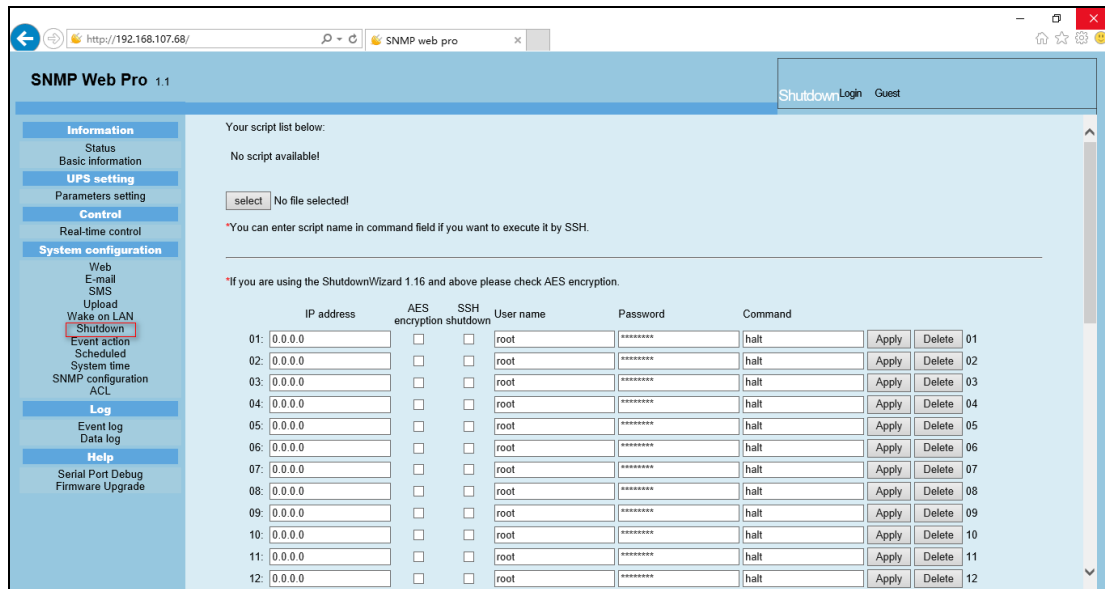 http://192.168.107.68/
SNMP web pro
SNMP Web Pro 1.1
Shutdown Login Guest
Information
Status
Basic information
UPS setting
Parameters setting
Control
Real-time control
System configuration
Web
E-mail
SMS
Upload
Wake on LAN
Shutdown
Event action
Scheduled
System time
SNMP configuration
ACL
Log
Event log
Data log
Help
Serial Port Debug
Firmware Upgrade
Your script list below:
No script available!
select No file selected!
*You can enter script name in command field if you want to execute it by SSH.
*If you are using the ShutdownWizard 1.16 and above please check AES encryption.
IP address AES encryption SSH shutdown User name Password Command
01: 0.0.0.0 root ******** halt Apply Delete 01
02: 0.0.0.0 root ******** halt Apply Delete 02
03: 0.0.0.0 root ******** halt Apply Delete 03
04: 0.0.0.0 root ******** halt Apply Delete 04
05: 0.0.0.0 root ******** halt Apply Delete 05
06: 0.0.0.0 root ******** halt Apply Delete 06
07: 0.0.0.0 root ******** halt Apply Delete 07
08: 0.0.0.0 root ******** halt Apply Delete 08
09: 0.0.0.0 root ******** halt Apply Delete 09
10: 0.0.0.0 root ******** halt Apply Delete 10
11: 0.0.0.0 root ******** halt Apply Delete 11
12: 0.0.0.0 root ******** halt Apply Delete 12